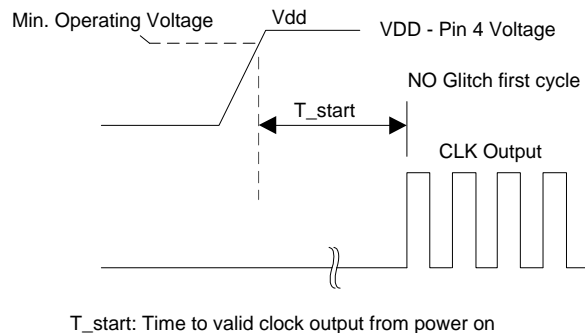 Min. Operating Voltage
Vdd
VDD - Pin 4 Voltage
NO Glitch first cycle
T_start
CLK Output
T_start: Time to valid clock output from power on